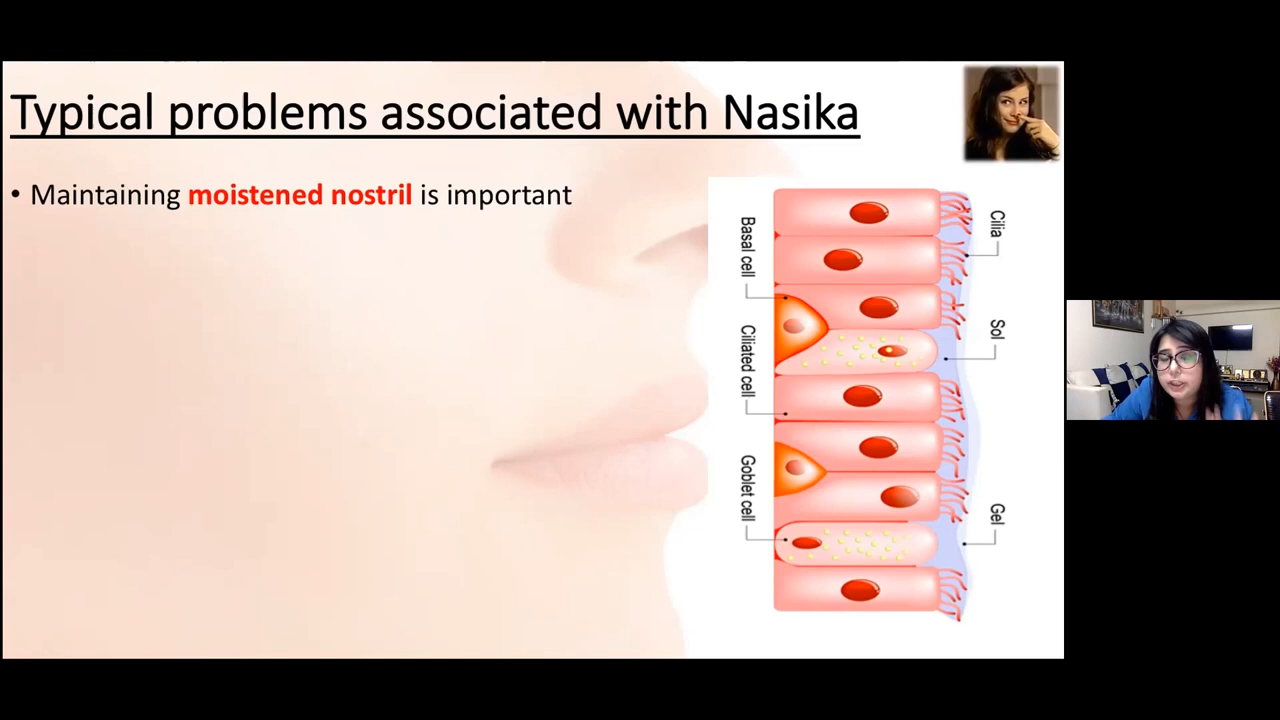 Typical problems associated with Nasika
• Maintaining moistened nostril is important
Basal cell
Ciliated cell
Goblet cell
Cilia
Sol
Gel